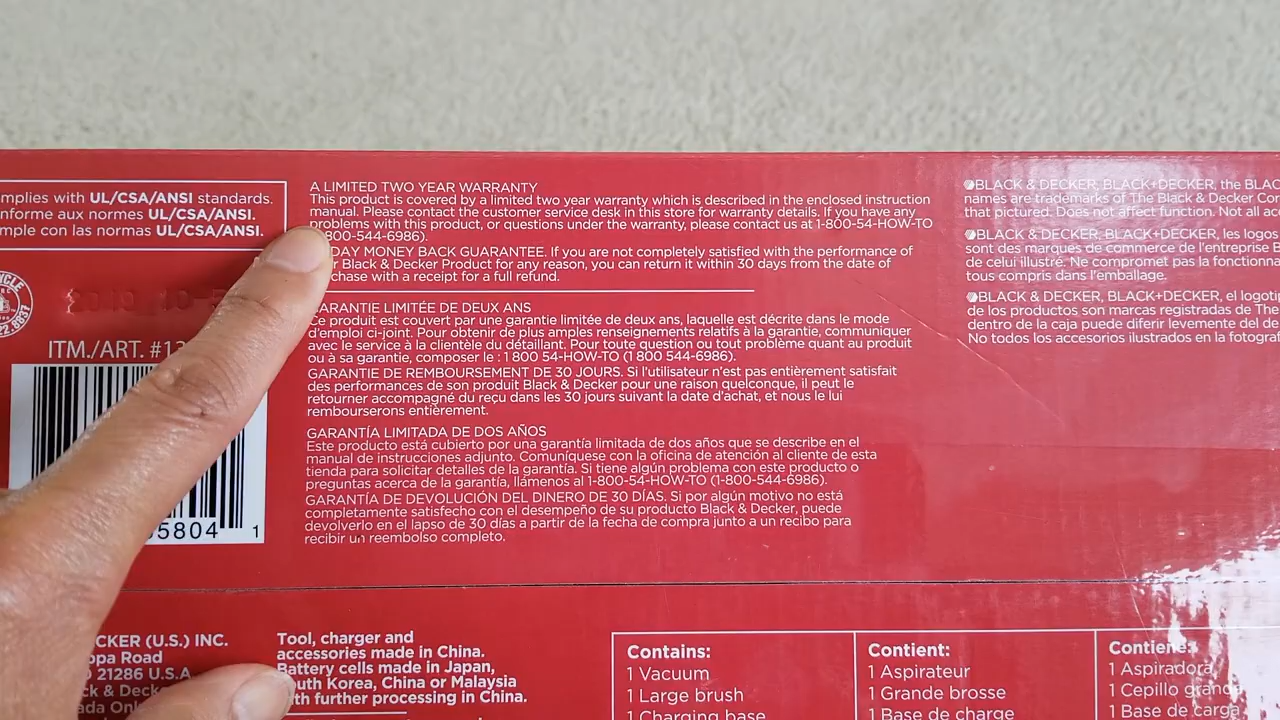 mplies with UL/CSA/ANSI standards.
nforme aux normes UL/CSA/ANSI.
mple con las normas UL/CSA/ANSI.
ITM./ART. #1
5804 1
A LIMITED TWO YEAR WARRANTY
This product is covered by a limited two year warranty which is described in the enclosed instruction
manual. Please contact the customer service desk in this store for warranty details. If you have any
problems with this product, or questions under the warranty, please contact us at 1-800-54-HOW-TO
800-544-6986).
DAY MONEY BACK GUARANTEE. If you are not completely satisfied with the performance of
r Black & Decker Product for any reason, you can return it within 30 days from the date of
chase with a receipt for a full refund.
GARANTIE LIMITÉE DE DEUX ANS
Ce produit est couvert par une garantie limitée de deux ans, laquelle est décrite dans le mode
d'emploi ci-joint. Pour obtenir de plus amples renseignements relatifs à la garantie, communiquer
avec le service à la clientèle du détaillant. Pour toute question ou tout problème quant au produit
ou à sa garantie, composer le : 1 800 54-HOW-TO (1 800 544-6986).
GARANTIE DE REMBOURSEMENT DE 30 JOURS. Si l'utilisateur n'est pas entièrement satisfait
des performances de son produit Black & Decker pour une raison quelconque, il peut le
retourner accompagné du reçu dans les 30 jours suivant la date d'achat, et nous le lui
rembourserons entièrement.
GARANTÍA LIMITADA DE DOS AÑOS
Este producto está cubierto por una garantía limitada de dos años que se describe en el
manual de instrucciones adjunto. Comuníquese con la oficina de atención al cliente de esta
tienda para solicitar detalles de la garantía. Si tiene algún problema con este producto o
preguntas acerca de la garantía, llámenos al 1-800-54-HOW-TO (1-800-544-6986).
GARANTÍA DE DEVOLUCIÓN DEL DINERO DE 30 DÍAS. Si por algún motivo no está
completamente satisfecho con el desempeño de su producto Black & Decker, puede
devolverlo en el lapso de 30 días a partir de la fecha de compra junto a un recibo para
recibir un reembolso completo.
BLACK & DECKER, BLACK+DECKER, the BLAC
names are trademarks of The Black & Decker Cor
that pictured. Does not affect function. Not all ac
BLACK & DECKER, BLACK+DECKER, les logos
sont des marques de commerce de l'entreprise B
de celui illustré. Ne compromet pas la fonctionna
tous compris dans l'emballage.
BLACK & DECKER, BLACK+DECKER, el logoti
de los productos son marcas registradas de The
dentro de la caja puede diferir levemente del de
No todos los accesorios ilustrados en la fotograf
CKER (U.S.) INC.
opa Road
21286 U.S.A.
ck & Deck
ada Onl
Tool, charger and
accessories made in China.
Battery cells made in Japan,
South Korea, China or Malaysia
with further processing in China.
Contains:
1 Vacuum
1 Large brush
1 Charging base
Contient:
1 Aspirateur
1 Grande brosse
1 Base de charge
Contiene:
1 Aspiradora
1 Cepillo grande
1 Base de carga